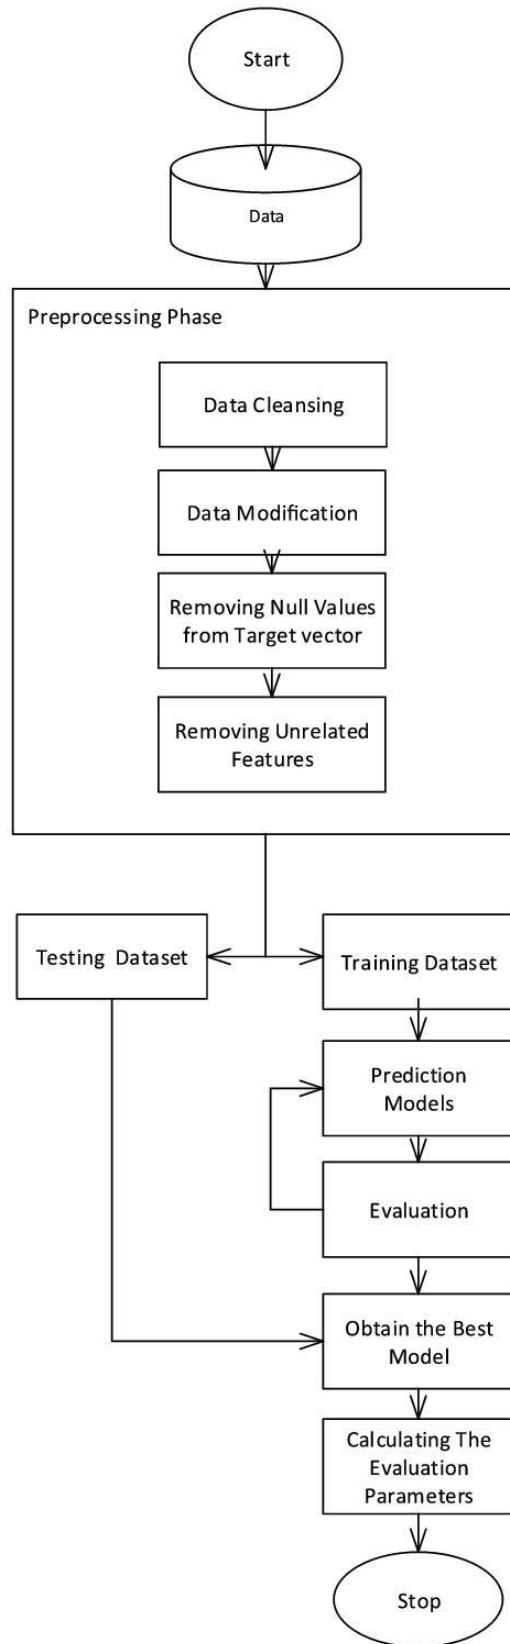 Start
Data
Preprocessing Phase
Data Cleansing
Data Modification
Removing Null Values
from Target vector
Removing Unrelated
Features
Testing Dataset
Training Dataset
Prediction
Models
Evaluation
Obtain the Best
Model
Calculating The
Evaluation
Parameters
Stop